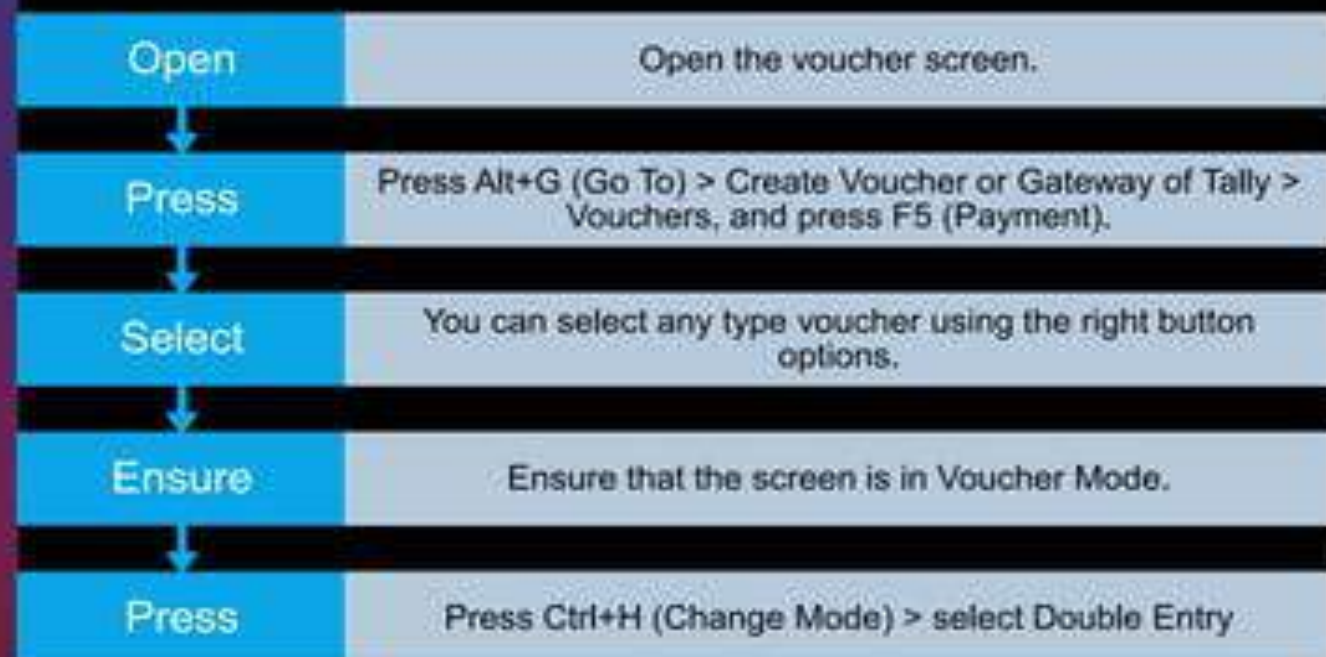 Open
Open the voucher screen.
Press
Press Alt+G (Go To) > Create Voucher or Gateway of Tally >
Vouchers, and press F5 (Payment).
Select
You can select any type voucher using the right button
options.
Ensure
Ensure that the screen is in Voucher Mode.
Press
Press Ctrl+H (Change Mode) > select Double Entry